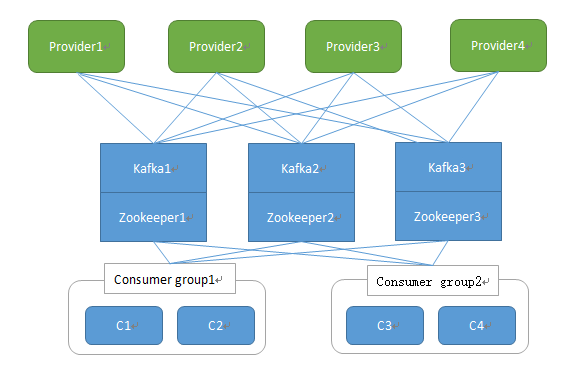 Provider1
Provider2
Provider3
Provider4
Kafka1
Kafka2
Kafka3
Zookeeper1
Zookeeper2
Zookeeper3
Consumer group1
Consumer group2
C1
C2
C3
C4